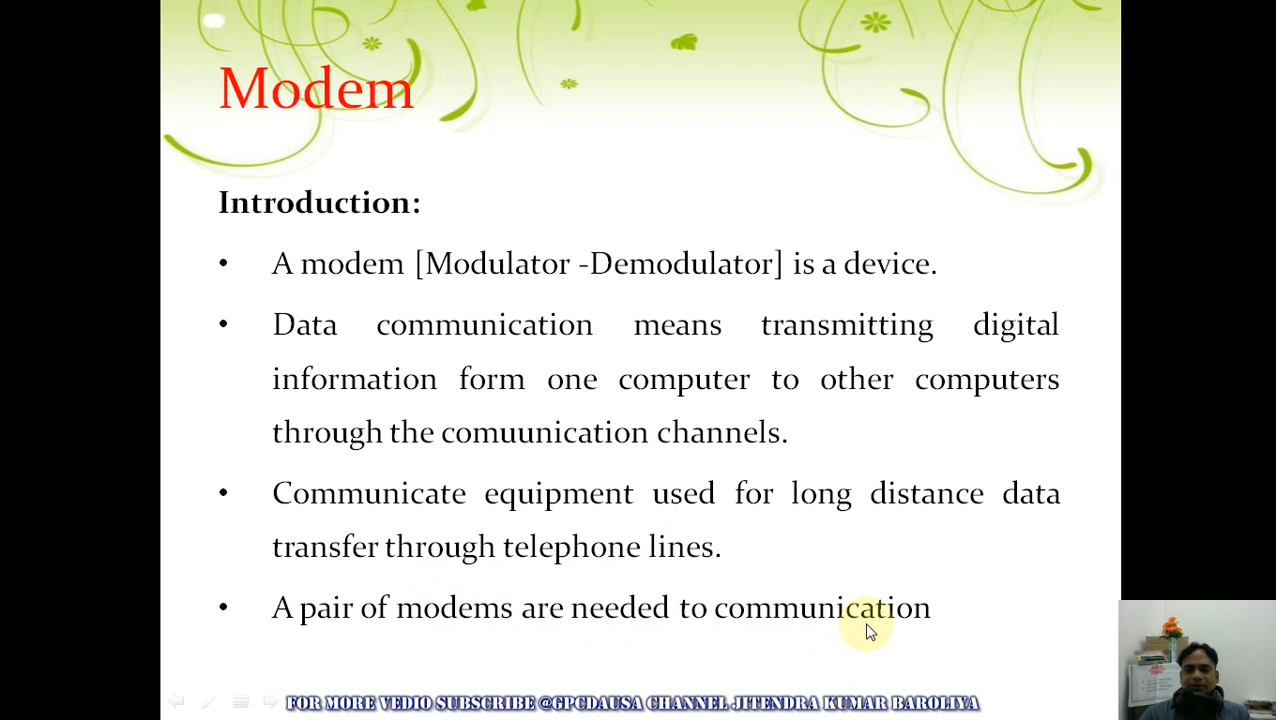 Modem
Introduction:
• A modem [Modulator -Demodulator] is a device.
• Data communication means transmitting digital
information form one computer to other computers
through the comuunication channels.
• Communicate equipment used for long distance data
transfer through telephone lines.
• A pair of modems are needed to communication
FOR MORE VEDIO SUBSCRIBE @GPCDAUSA CHANNEL JITENDRA KUMAR BAROLIYA